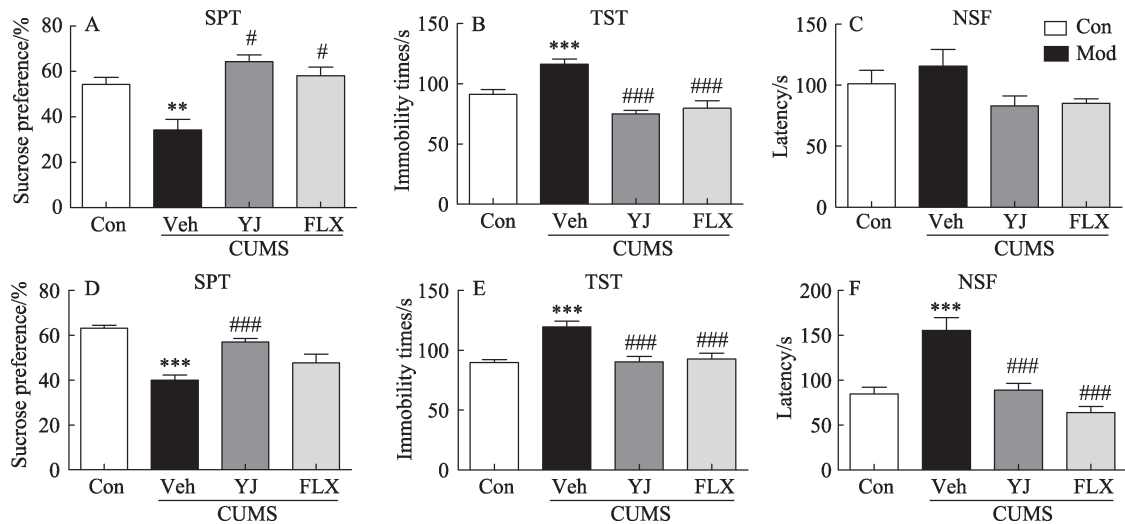 A SPT
Sucrose preference/%
80
60
40
20
0
**
#
#
Con Veh YJ FLX
CUMS
B TST
Immobility times/s
150
100
50
0
***
###
###
Con Veh YJ FLX
CUMS
C NSF
Con
Mod
Latency/s
150
100
50
0
Con Veh YJ FLX
CUMS
D SPT
Sucrose preference/%
80
60
40
20
0
***
###
Con Veh YJ FLX
CUMS
E TST
Immobility times/s
150
100
50
0
***
###
###
Con Veh YJ FLX
CUMS
F NSF
Latency/s
200
150
100
50
0
***
###
###
Con Veh YJ FLX
CUMS